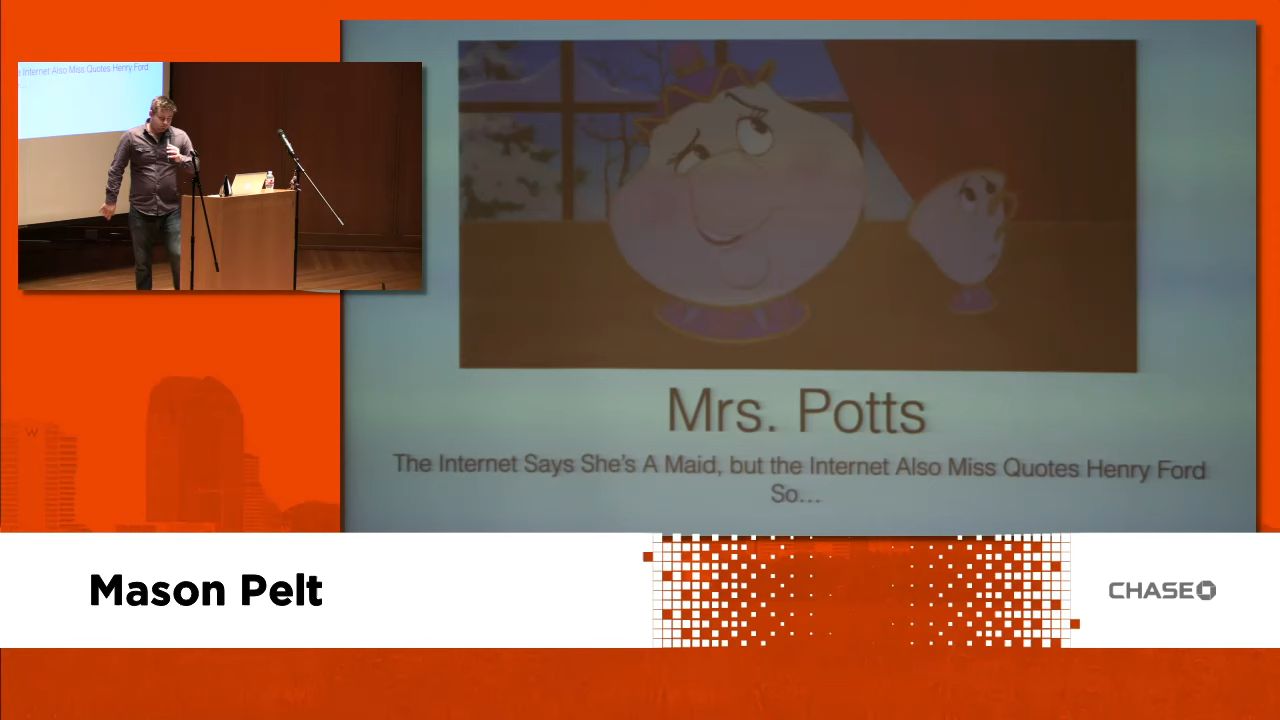 Internet Also Miss Quotes Henry Ford
Mrs. Potts
The Internet Says She's A Maid, but the Internet Also Miss Quotes Henry Ford
So...
W
Mason Pelt
CHASE